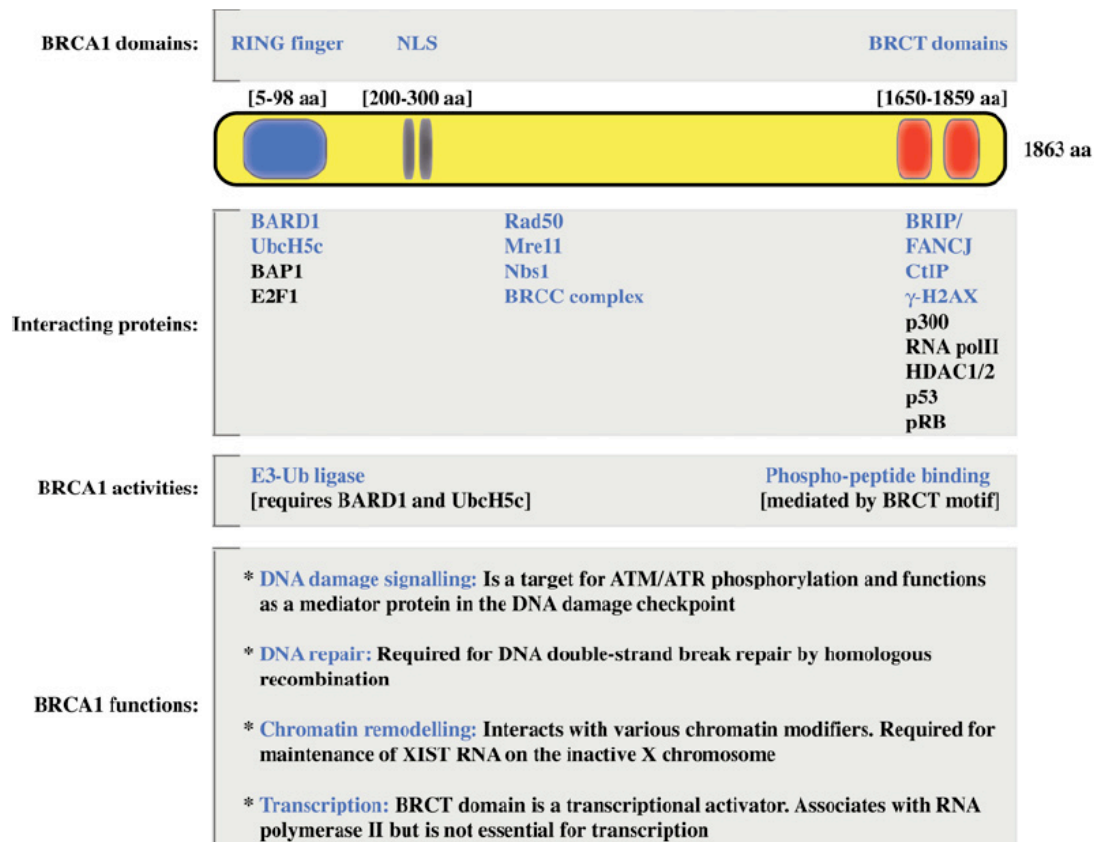 BRCA1 domains: RING finger NLS BRCT domains
[5-98 aa] [200-300 aa] [1650-1859 aa]
1863 aa
Interacting proteins:
BARD1 Rad50 BRIP/
UbcH5c Mre11 FANCJ
BAP1 Nbs1 CtIP
E2F1 BRCC complex γ-H2AX
p300
RNA polII
HDAC1/2
p53
pRB
BRCA1 activities:
E3-Ub ligase Phospho-peptide binding
[requires BARD1 and UbcH5c] [mediated by BRCT motif]
BRCA1 functions:
* DNA damage signalling: Is a target for ATM/ATR phosphorylation and functions
as a mediator protein in the DNA damage checkpoint
* DNA repair: Required for DNA double-strand break repair by homologous
recombination
* Chromatin remodelling: Interacts with various chromatin modifiers. Required for
maintenance of XIST RNA on the inactive X chromosome
* Transcription: BRCT domain is a transcriptional activator. Associates with RNA
polymerase II but is not essential for transcription